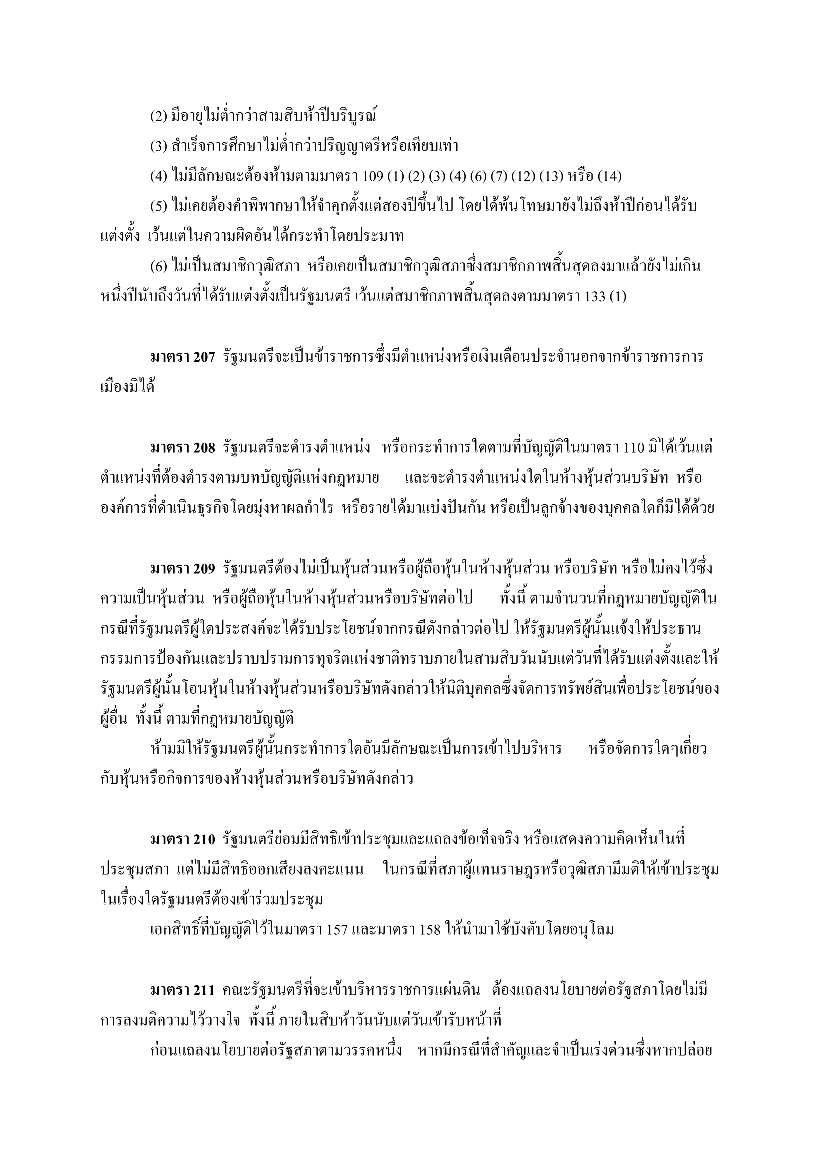 (2) มีอายุไม่ต่ำกว่าสามสิบห้าปีบริบูรณ์
(3) สำเร็จการศึกษาไม่ต่ำกว่าปริญญาตรีหรือเทียบเท่า
(4) ไม่มีลักษณะต้องห้ามตามมาตรา 109 (1) (2) (3) (4) (6) (7) (12) (13) หรือ (14)
(5) ไม่เคยต้องคำพิพากษาให้จำคุกตั้งแต่สองปีขึ้นไป โดยได้พ้นโทษมายังไม่ถึงห้าปีก่อนได้รับ
แต่งตั้ง เว้นแต่ในความผิดอันได้กระทำโดยประมาท
(6) ไม่เป็นสมาชิกวุฒิสภา หรือเคยเป็นสมาชิกวุฒิสภาซึ่งสมาชิกภาพสิ้นสุดลงมาแล้วยังไม่เกิน
หนึ่งปีนับถึงวันที่ได้รับแต่งตั้งเป็นรัฐมนตรี เว้นแต่สมาชิกภาพสิ้นสุดลงตามมาตรา 133 (1)
มาตรา 207 รัฐมนตรีจะเป็นข้าราชการซึ่งมีตำแหน่งหรือเงินเดือนประจำนอกจากข้าราชการการ
เมืองมิได้
มาตรา 208 รัฐมนตรีจะดำรงตำแหน่ง หรือกระทำการใดตามที่บัญญัติในมาตรา 110 มิได้เว้นแต่
ตำแหน่งที่ต้องดำรงตามบทบัญญัติแห่งกฎหมาย และจะดำรงตำแหน่งใดในห้างหุ้นส่วนบริษัท หรือ
องค์การที่ดำเนินธุรกิจโดยมุ่งหาผลกำไร หรือรายได้มาแบ่งปันกัน หรือเป็นลูกจ้างของบุคคลใดก็มิได้ด้วย
มาตรา 209 รัฐมนตรีต้องไม่เป็นหุ้นส่วนหรือผู้ถือหุ้นในห้างหุ้นส่วน หรือบริษัท หรือไม่คงไว้ซึ่ง
ความเป็นหุ้นส่วน หรือผู้ถือหุ้นในห้างหุ้นส่วนหรือบริษัทต่อไป ทั้งนี้ ตามจำนวนที่กฎหมายบัญญัติใน
กรณีที่รัฐมนตรีผู้ใดประสงค์จะได้รับประโยชน์จากกรณีดังกล่าวต่อไป ให้รัฐมนตรีผู้นั้นแจ้งให้ประธาน
กรรมการป้องกันและปราบปรามการทุจริตแห่งชาติทราบภายในสามสิบวันนับแต่วันที่ได้รับแต่งตั้งและให้
รัฐมนตรีผู้นั้นโอนหุ้นในห้างหุ้นส่วนหรือบริษัทดังกล่าวให้นิติบุคคลซึ่งจัดการทรัพย์สินเพื่อประโยชน์ของ
ผู้อื่น ทั้งนี้ ตามที่กฎหมายบัญญัติ
ห้ามมิให้รัฐมนตรีผู้นั้นกระทำการใดอันมีลักษณะเป็นการเข้าไปบริหาร หรือจัดการใดๆเกี่ยว
กับหุ้นหรือกิจการของห้างหุ้นส่วนหรือบริษัทดังกล่าว
มาตรา 210 รัฐมนตรีย่อมมีสิทธิเข้าประชุมและแถลงข้อเท็จจริง หรือแสดงความคิดเห็นในที่
ประชุมสภา แต่ไม่มีสิทธิออกเสียงลงคะแนน ในกรณีที่สภาผู้แทนราษฎรหรือวุฒิสภามีมติให้เข้าประชุม
ในเรื่องใดรัฐมนตรีต้องเข้าร่วมประชุม
เอกสิทธิ์ที่บัญญัติไว้ในมาตรา 157 และมาตรา 158 ให้นำมาใช้บังคับโดยอนุโลม
มาตรา 211 คณะรัฐมนตรีที่จะเข้าบริหารราชการแผ่นดิน ต้องแถลงนโยบายต่อรัฐสภาโดยไม่มี
การลงมติความไว้วางใจ ทั้งนี้ ภายในสิบห้าวันนับแต่วันเข้ารับหน้าที่
ก่อนแถลงนโยบายต่อรัฐสภาตามวรรคหนึ่ง หากมีกรณีที่สำคัญและจำเป็นเร่งด่วนซึ่งหากปล่อย